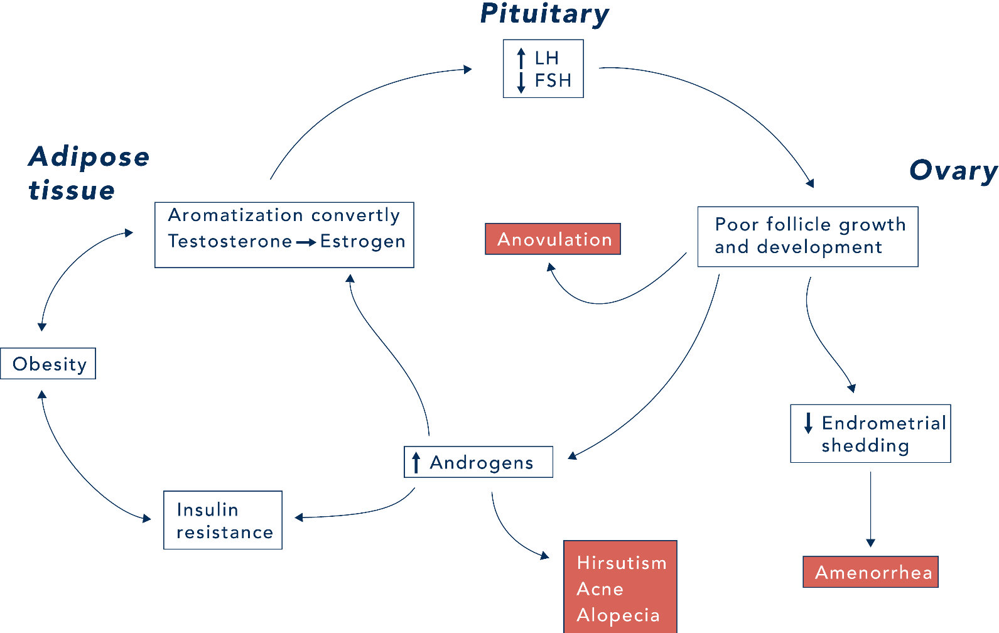 Pituitary
LH
FSH
Adipose
tissue
Ovary
Aromatization convertly
Testosterone → Estrogen
Anovulation
Poor follicle growth
and development
Obesity
Endrometrial
shedding
Androgens
Insulin
resistance
Hirsutism
Acne
Alopecia
Amenorrhea